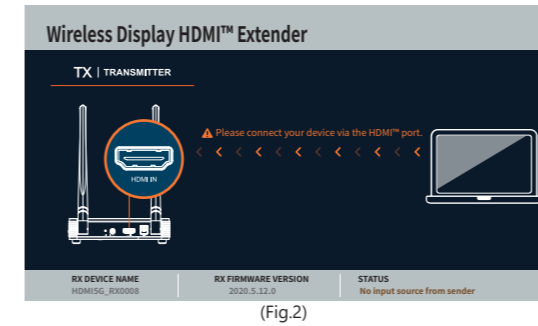 Wireless Display HDMI™ Extender
TX | TRANSMITTER
Please connect your device via the HDMI™ port.
HDMI IN
RX DEVICE NAME
HDMI5G_RX0008
RX FIRMWARE VERSION
2020.5.12.0
STATUS
No input source from sender
(Fig.2)